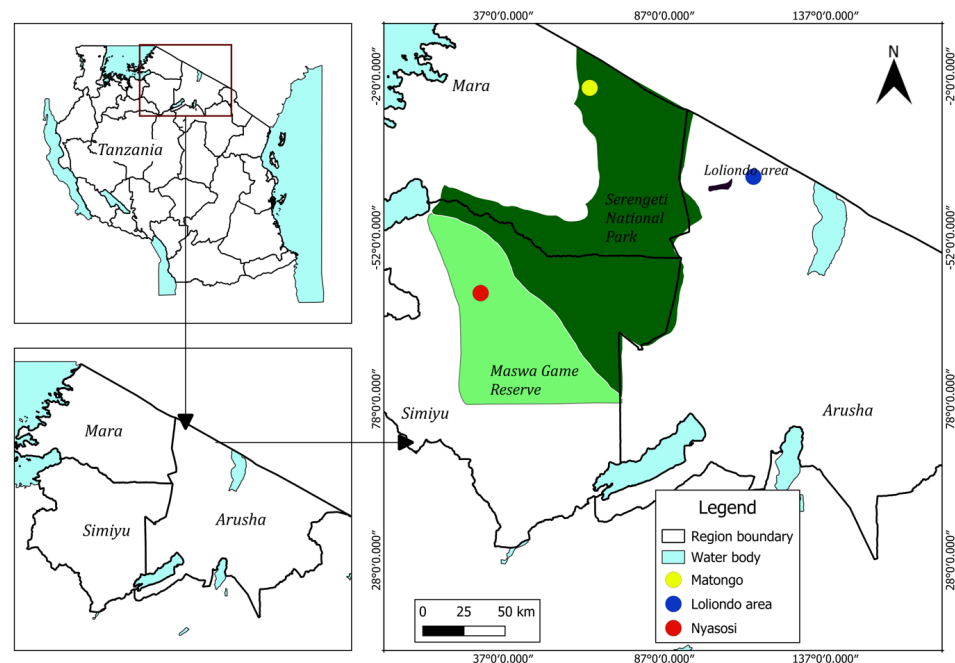 Tanzania
Mara
Simiyu
Arusha
37°0'0.000" 87°0'0.000" 137°0'0.000"
-2°0'0.000"
-52°0'0.000"
78°0'0.000"
28°0'0.000"
-2°0'0.000"
-52°0'0.000"
78°0'0.000"
28°0'0.000"
N
Mara
Loliondo area
Serengeti
National
Park
Maswa Game
Reserve
Simiyu
Arusha
Legend
Region boundary
Water body
Matongo
Loliondo area
Nyasosi
0 25 50 km
37°0'0.000" 87°0'0.000" 137°0'0.000"